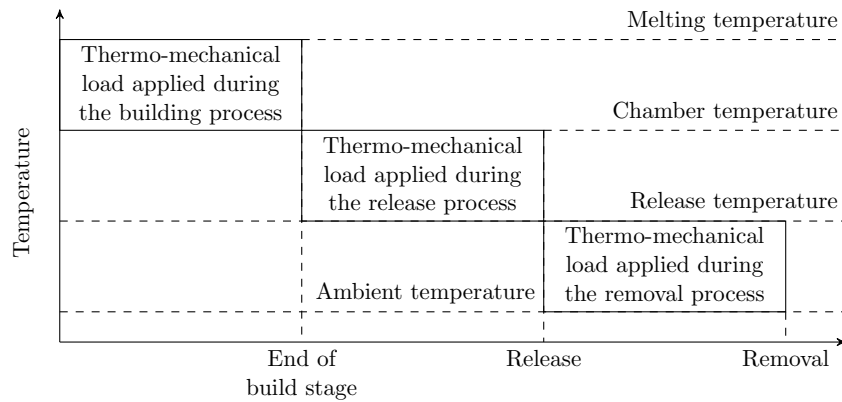 Melting temperature
Thermo-mechanical
load applied during
the building process
Chamber temperature
Thermo-mechanical
load applied during
the release process
Release temperature
Thermo-mechanical
load applied during
the removal process
Ambient temperature
Temperature
End of
build stage
Release
Removal